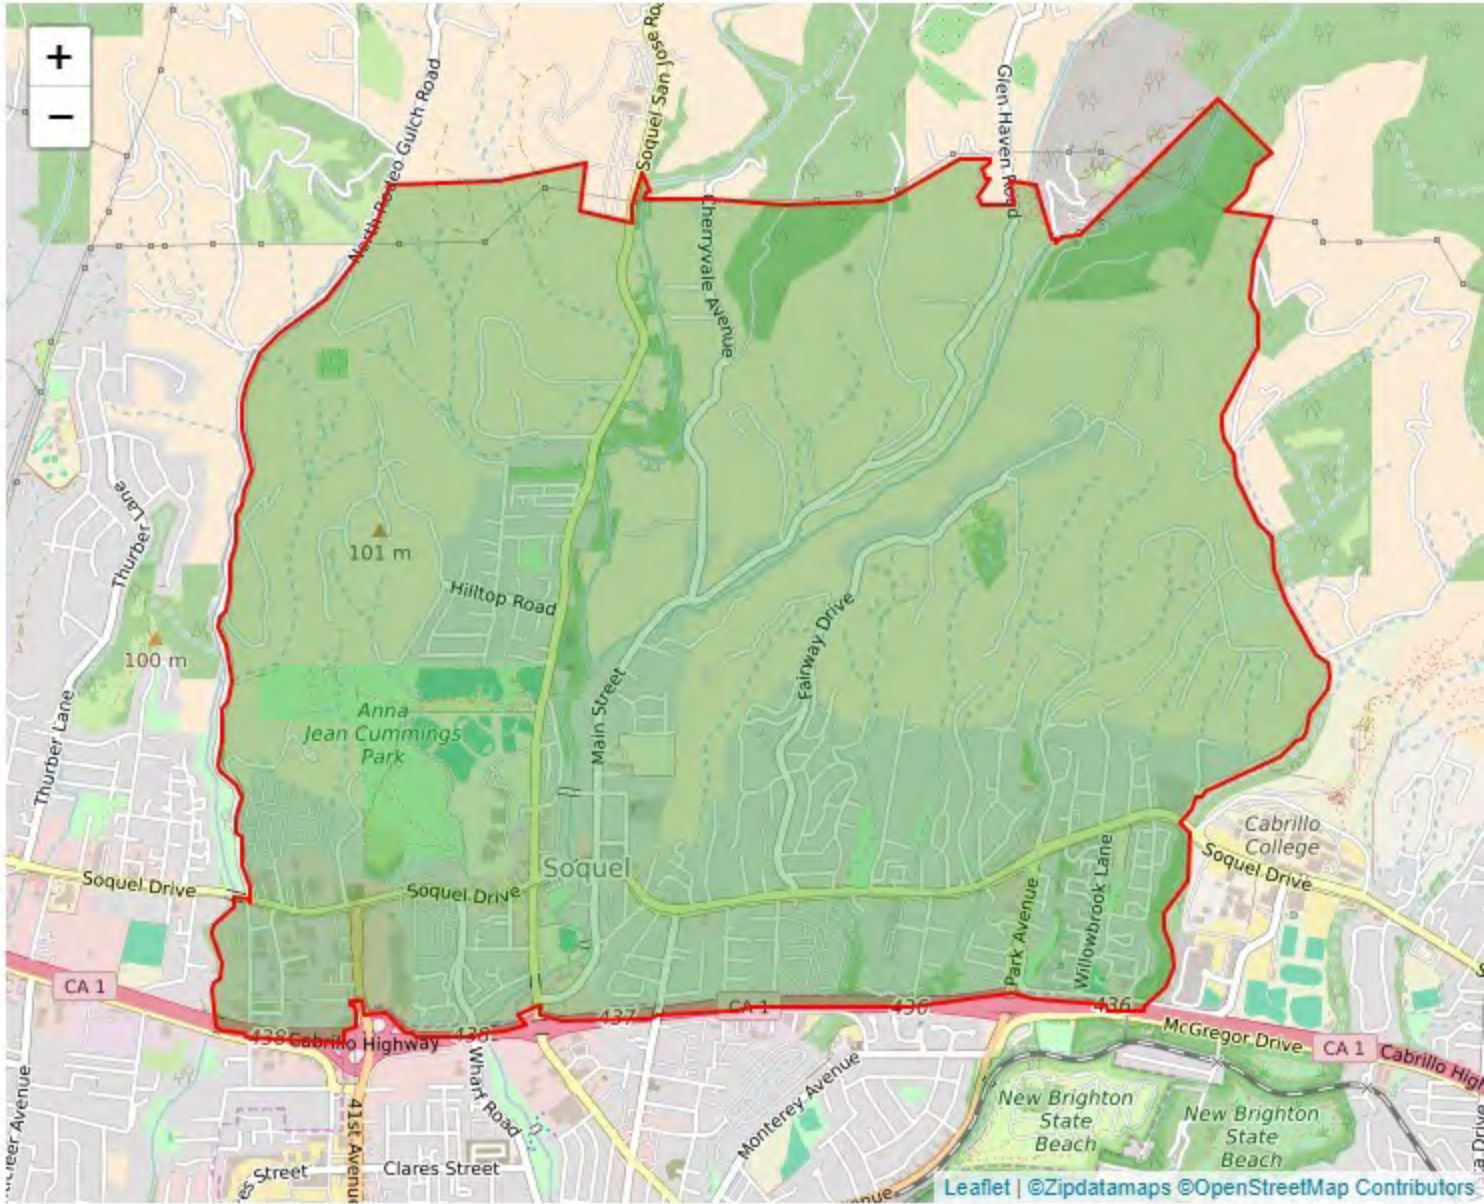 +
−
North Rodeo Gulch Road
Soquel San Jose Ro
Glen Haven Road
Cherryvale Avenue
Thurber Lane
101 m
Hilltop Road
100 m
Fairway Drive
Main Street
Anna
Jean Cummings
Park
Thurber Lane
Cabrillo
College
Soquel
Soquel Drive
Soquel Drive
Soquel Drive
Park Avenue
Willowbrook Lane
CA 1
438
Cabrillo Highway
437
CA 1
436
436
McGregor Drive
CA 1
Cabrillo High
Wharf Road
Monterey Avenue
41st Avenue
Clares Street
es Street
New Brighton
State
Beach
New Brighton
State
Beach
Leaflet | ©Zipdatamaps ©OpenStreetMap Contributors